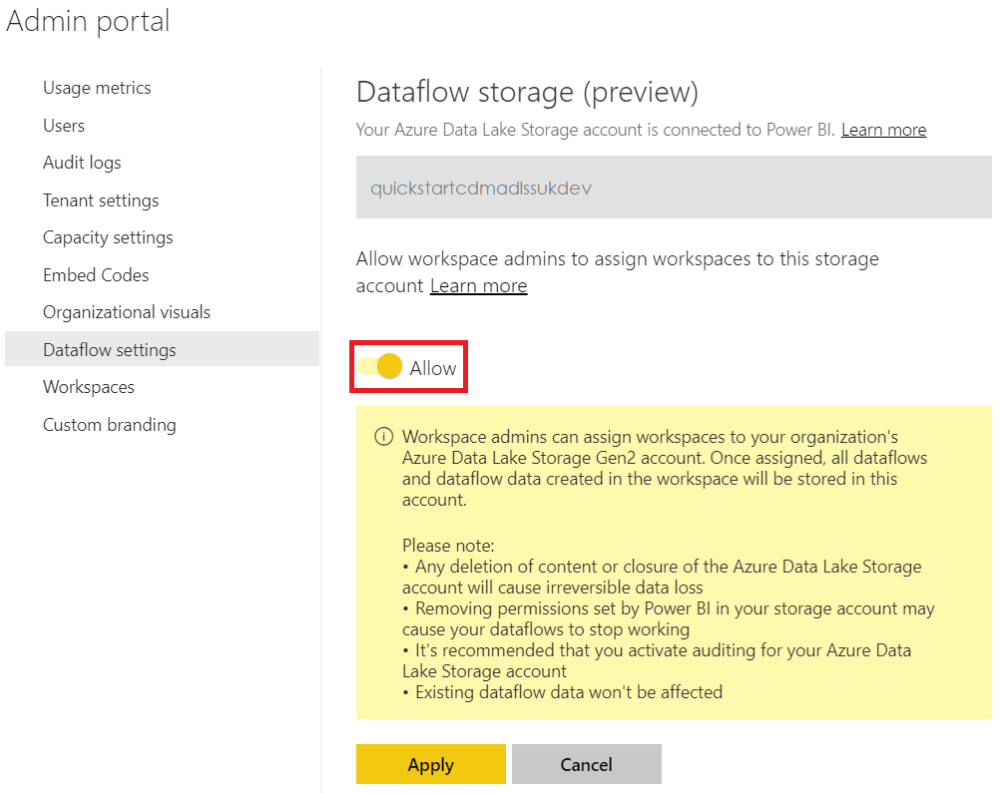 Admin portal
Usage metrics
Users
Audit logs
Tenant settings
Capacity settings
Embed Codes
Organizational visuals
Dataflow settings
Workspaces
Custom branding
Dataflow storage (preview)
Your Azure Data Lake Storage account is connected to Power BI. Learn more
quickstartcdmadlssukdev
Allow workspace admins to assign workspaces to this storage
account Learn more
Allow
Workspace admins can assign workspaces to your organization's
Azure Data Lake Storage Gen2 account. Once assigned, all dataflows
and dataflow data created in the workspace will be stored in this
account.
Please note:
• Any deletion of content or closure of the Azure Data Lake Storage
account will cause irreversible data loss
• Removing permissions set by Power BI in your storage account may
cause your dataflows to stop working
• It's recommended that you activate auditing for your Azure Data
Lake Storage account
• Existing dataflow data won't be affected
Apply
Cancel